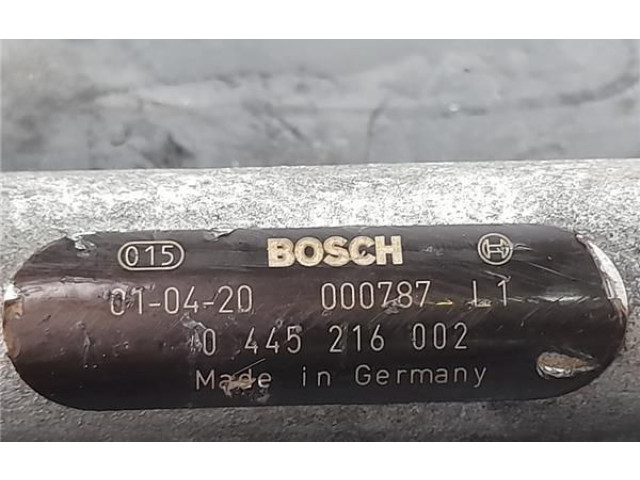 015 BOSCH
01-04-20 000787 L1
0 445 216 002
Made in Germany